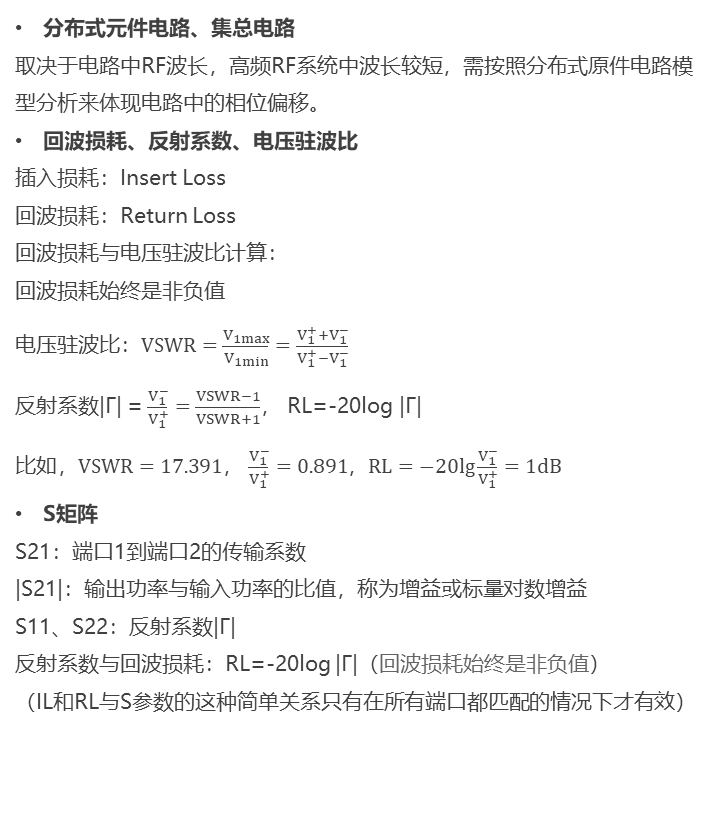 • 分布式元件电路、集总电路
取决于电路中RF波长，高频RF系统中波长较短，需按照分布式原件电路模
型分析来体现电路中的相位偏移。
• 回波损耗、反射系数、电压驻波比
插入损耗：Insert Loss
回波损耗：Return Loss
回波损耗与电压驻波比计算：
回波损耗始终是非负值
电压驻波比：VSWR = V₁max/V₁min = (V₁⁺+V₁⁻)/(V₁⁺−V₁⁻)
反射系数|Γ| = V₁⁻/V₁⁺ = (VSWR−1)/(VSWR+1)， RL=-20log |Γ|
比如，VSWR = 17.391， V₁⁻/V₁⁺ = 0.891，RL = −20lg V₁⁻/V₁⁺ = 1dB
• S矩阵
S21：端口1到端口2的传输系数
|S21|：输出功率与输入功率的比值，称为增益或标量对数增益
S11、S22：反射系数|Γ|
反射系数与回波损耗：RL=-20log |Γ|（回波损耗始终是非负值）
（IL和RL与S参数的这种简单关系只有在所有端口都匹配的情况下才有效）